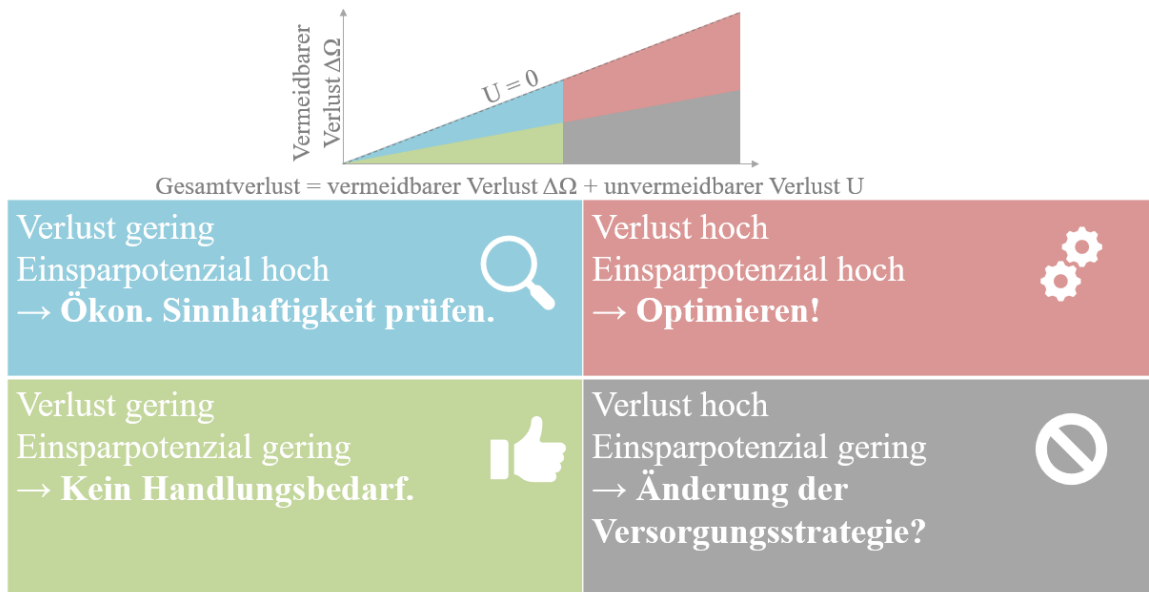 Vermeidbarer
Verlust ΔΩ
U = 0
Gesamtverlust = vermeidbarer Verlust ΔΩ + unvermeidbarer Verlust U
Verlust gering
Einsparpotenzial hoch
→ Ökon. Sinnhaftigkeit prüfen.
Verlust hoch
Einsparpotenzial hoch
→ Optimieren!
Verlust gering
Einsparpotenzial gering
→ Kein Handlungsbedarf.
Verlust hoch
Einsparpotenzial gering
→ Änderung der
Versorgungsstrategie?